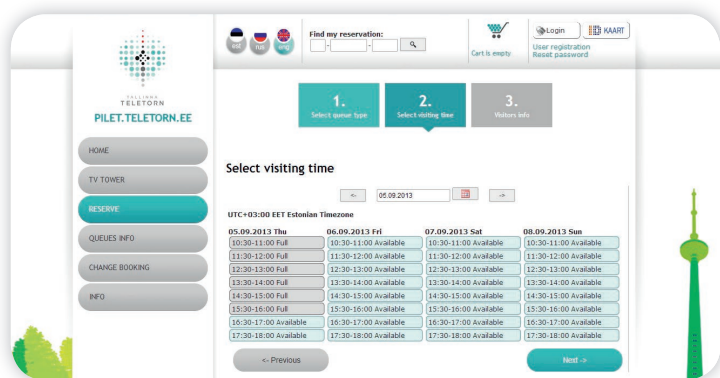 TALLINNA
TELETORN
PILET.TELETORN.EE
HOME
TV TOWER
RESERVE
QUEUES INFO
CHANGE BOOKING
INFO
est rus eng
Find my reservation:
- -
Cart is empty
Login
KAART
User registration
Reset password
1.
Select queue type
2.
Select visiting time
3.
Visitors info
Select visiting time
<- 05.09.2013 ->
UTC+03:00 EET Estonian Timezone
05.09.2013 Thu 06.09.2013 Fri 07.09.2013 Sat 08.09.2013 Sun
10:30-11:00 Full 10:30-11:00 Available 10:30-11:00 Available 10:30-11:00 Available
11:30-12:00 Full 11:30-12:00 Available 11:30-12:00 Available 11:30-12:00 Available
12:30-13:00 Full 12:30-13:00 Available 12:30-13:00 Available 12:30-13:00 Available
13:30-14:00 Full 13:30-14:00 Available 13:30-14:00 Available 13:30-14:00 Available
14:30-15:00 Full 14:30-15:00 Available 14:30-15:00 Available 14:30-15:00 Available
15:30-16:00 Full 15:30-16:00 Available 15:30-16:00 Available 15:30-16:00 Available
16:30-17:00 Available 16:30-17:00 Available 16:30-17:00 Available 16:30-17:00 Available
17:30-18:00 Available 17:30-18:00 Available 17:30-18:00 Available 17:30-18:00 Available
<- Previous
Next ->